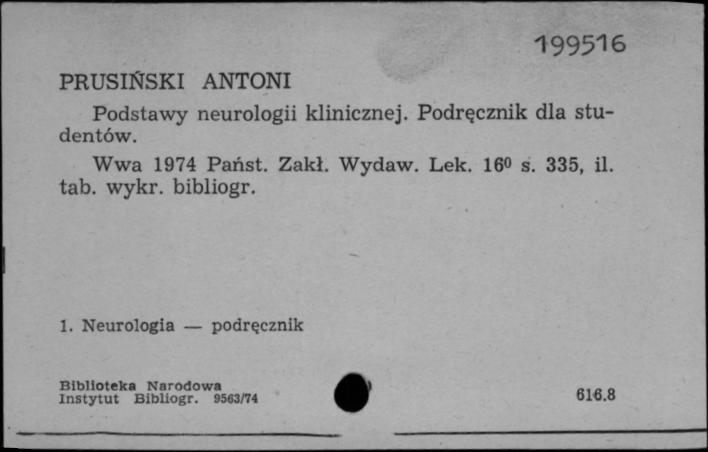 199516
PRUSIŃSKI ANTONI
Podstawy neurologii klinicznej. Podręcznik dla stu-
dentów.
Wwa 1974 Państ. Zakł. Wydaw. Lek. 16⁰ s. 335, il.
tab. wykr. bibliogr.
1. Neurologia — podręcznik
Biblioteka Narodowa
Instytut Bibliogr. 9563/74
616.8